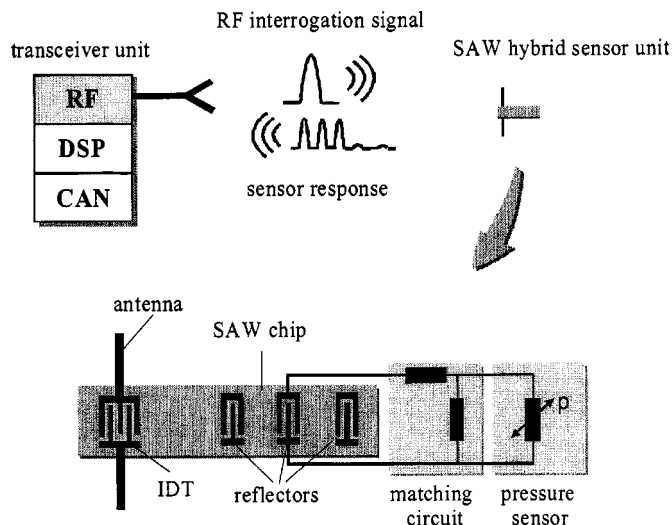 RF interrogation signal
transceiver unit
SAW hybrid sensor unit
RF
DSP
CAN
sensor response
antenna
SAW chip
p
IDT
reflectors
matching
circuit
pressure
sensor